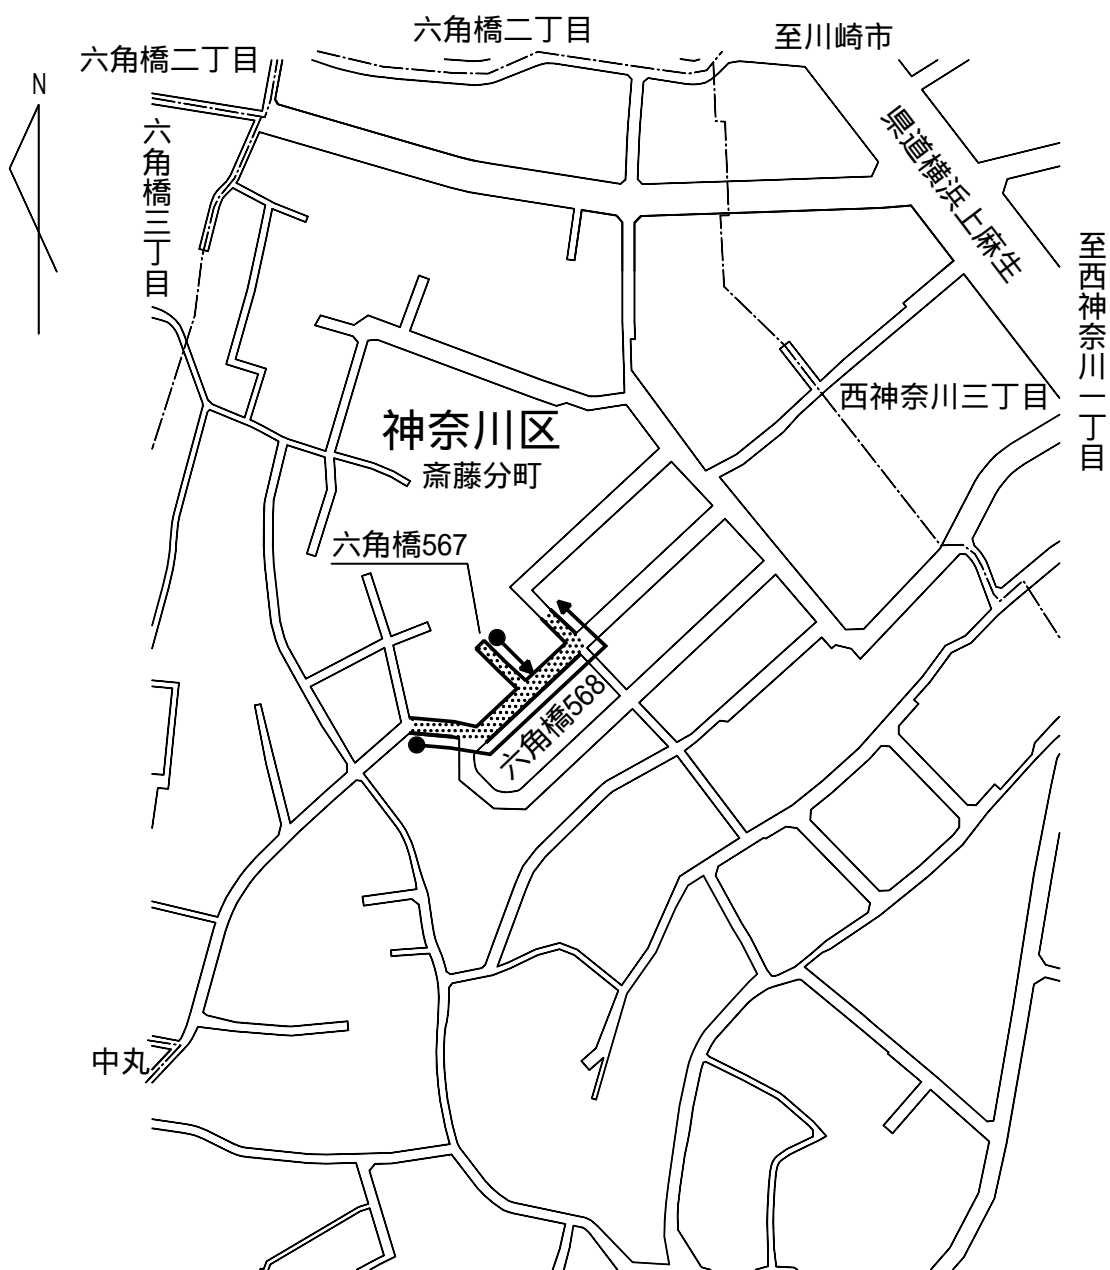 六角橋二丁目
六角橋二丁目
至川崎市
N
六角橋三丁目
県道横浜上麻生
至西神奈川一丁目
西神奈川三丁目
神奈川区
斎藤分町
六角橋567
六角橋568
中丸